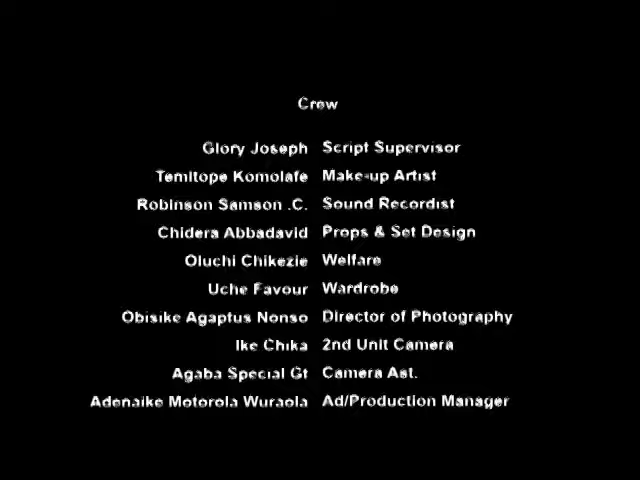 Crew
Glory Joseph Script Supervisor
Temitope Komolafe Make-up Artist
Robinson Samson .C. Sound Recordist
Chidera Abbadavid Props & Set Design
Oluchi Chikezie Welfare
Uche Favour Wardrobe
Obisike Agaptus Nonso Director of Photography
Ike Chika 2nd Unit Camera
Agaba Special Gt Camera Ast.
Adenaike Motorola Wuraola Ad/Production Manager